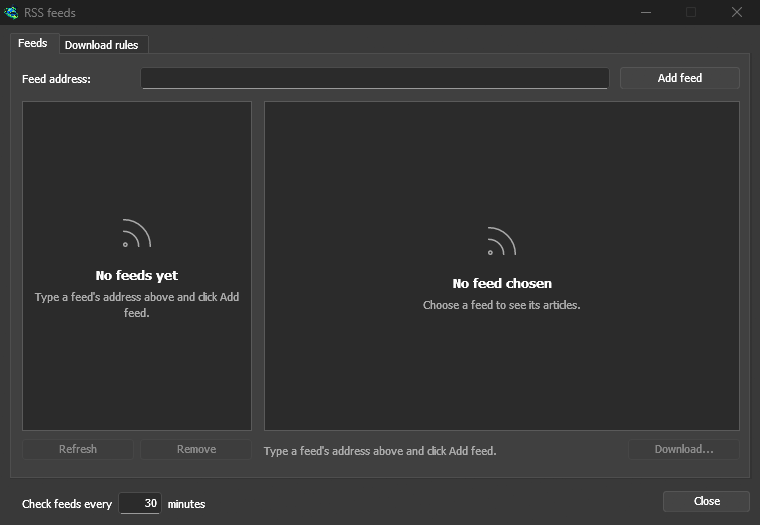 RSS feeds
Feeds
Download rules
Feed address:
Add feed
No feeds yet
Type a feed's address above and click Add
feed.
No feed chosen
Choose a feed to see its articles.
Refresh
Remove
Type a feed's address above and click Add feed.
Download...
Check feeds every 30 minutes
Close